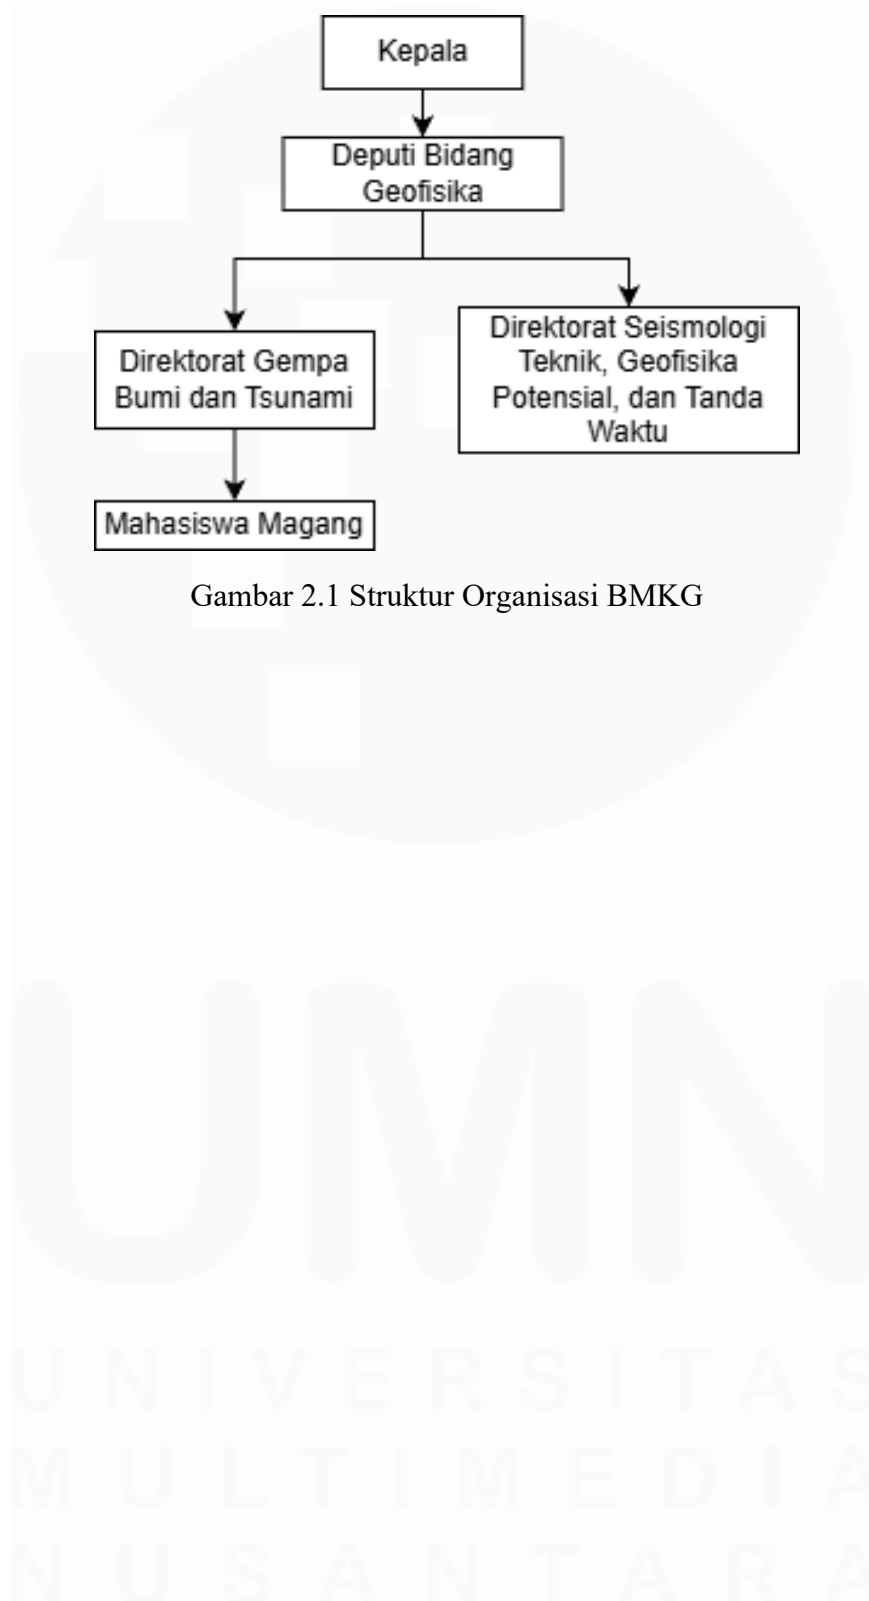 Kepala
Deputi Bidang
Geofisika
Direktorat Gempa
Bumi dan Tsunami
Direktorat Seismologi
Teknik, Geofisika
Potensial, dan Tanda
Waktu
Mahasiswa Magang
Gambar 2.1 Struktur Organisasi BMKG
UMN
UNIVERSITAS
MULTIMEDIA
NUSANTARA